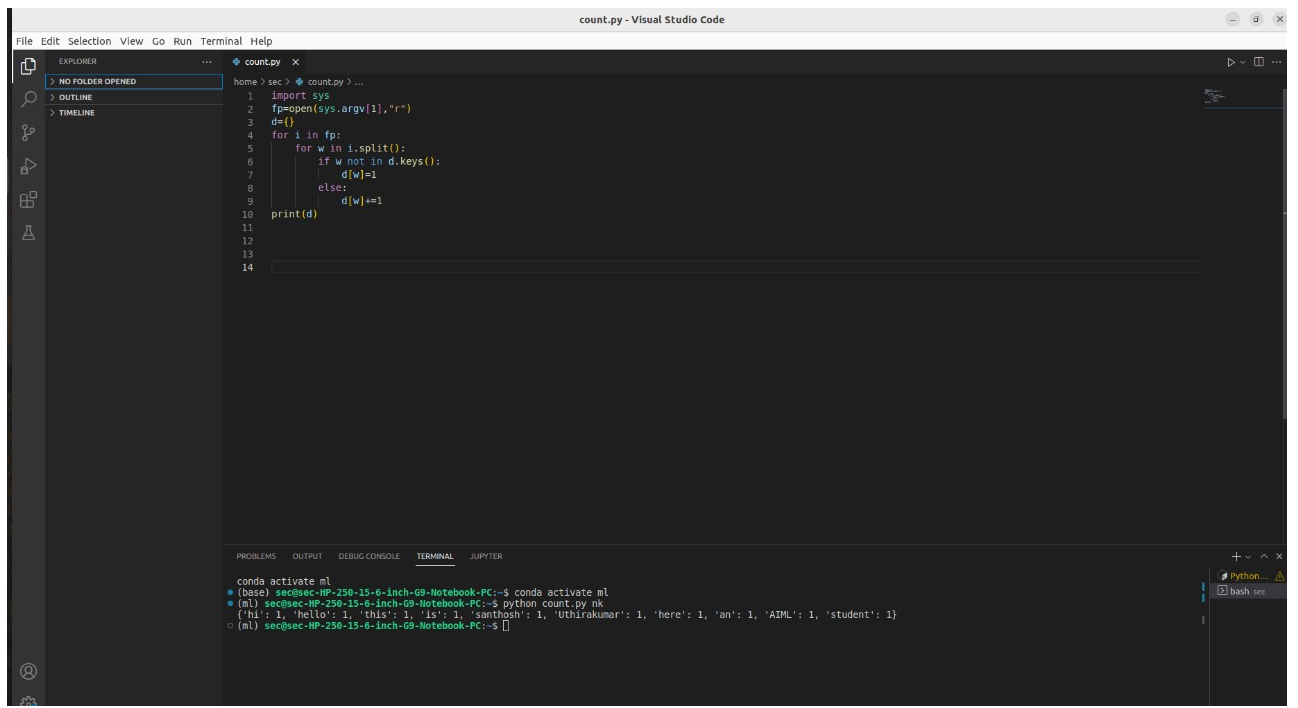 count.py - Visual Studio Code
File Edit Selection View Go Run Terminal Help
EXPLORER
NO FOLDER OPENED
OUTLINE
TIMELINE
count.py
home > sec > count.py > ...
1 import sys
2 fp=open(sys.argv[1],"r")
3 d={}
4 for i in fp:
5     for w in i.split():
6         if w not in d.keys():
7             d[w]=1
8         else:
9             d[w]+=1
10 print(d)
11
12
13
14
PROBLEMS OUTPUT DEBUG CONSOLE TERMINAL JUPYTER
conda activate ml
(base) sec@sec-HP-250-15-6-inch-G9-Notebook-PC:~$ conda activate ml
(ml) sec@sec-HP-250-15-6-inch-G9-Notebook-PC:~$ python count.py nk
{'hi': 1, 'hello': 1, 'this': 1, 'is': 1, 'santhosh': 1, 'Uthirakumar': 1, 'here': 1, 'an': 1, 'AIML': 1, 'student': 1}
(ml) sec@sec-HP-250-15-6-inch-G9-Notebook-PC:~$
Python...
bash sec